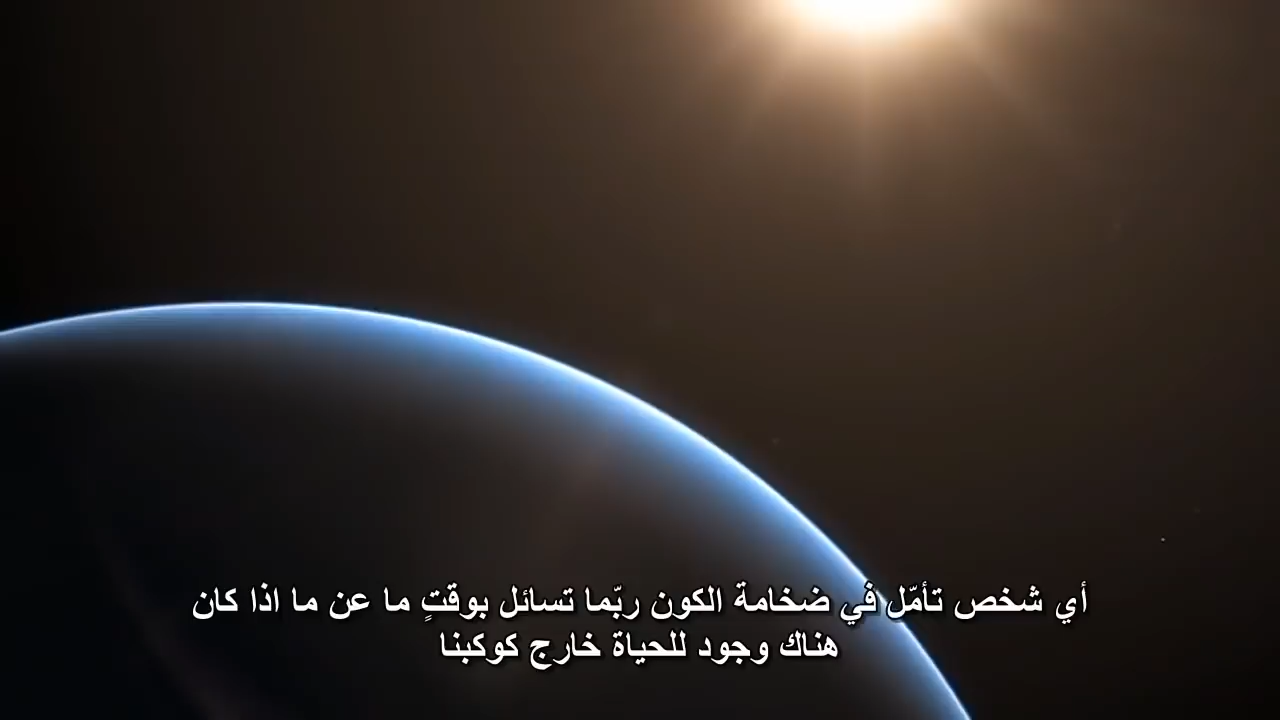 أي شخص تأمّل في ضخامة الكون ربّما تسائل بوقتٍ ما عن ما اذا كان
هناك وجود للحياة خارج كوكبنا